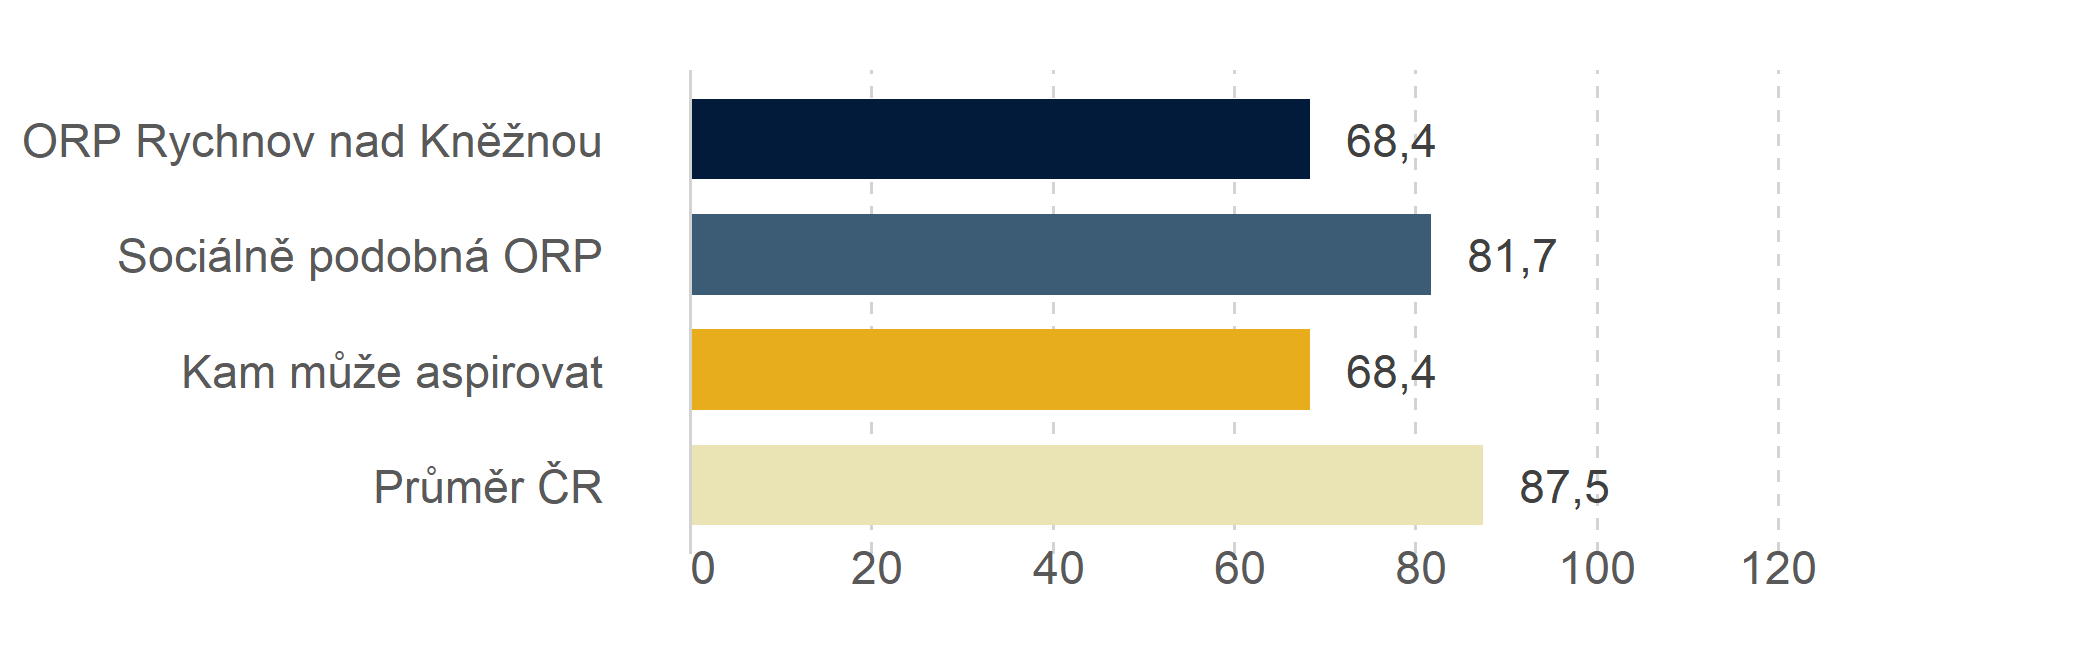 ORP Rychnov nad Kněžnou 68,4
Sociálně podobná ORP 81,7
Kam může aspirovat 68,4
Průměr ČR 87,5
0 20 40 60 80 100 120